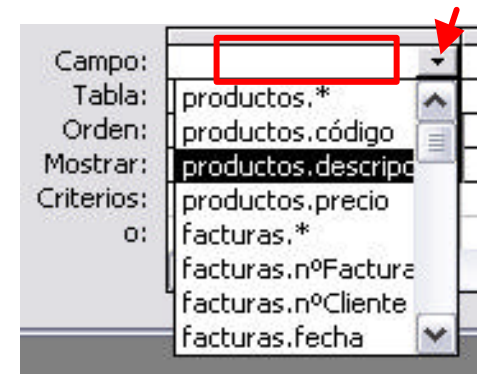 Campo:
Tabla: productos.*
Orden: productos.código
Mostrar: productos.descripc
Criterios: productos.precio
o: facturas.*
facturas.nºFactura
facturas.nºCliente
facturas.fecha